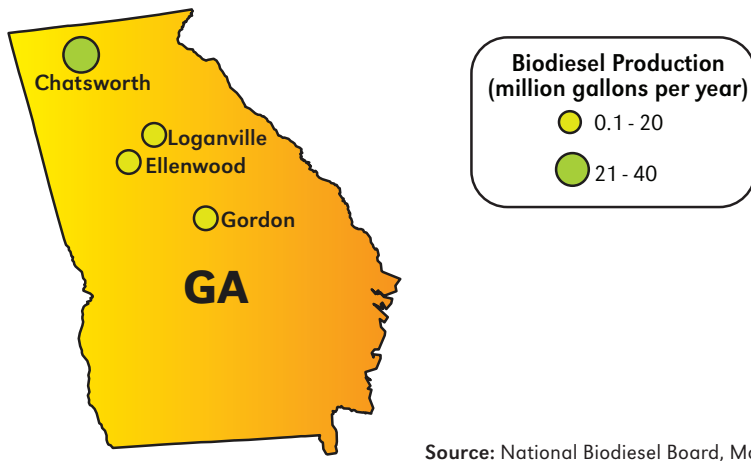 Chatsworth
Loganville
Ellenwood
Gordon
GA
Biodiesel Production
(million gallons per year)
0.1 - 20
21 - 40
Source: National Biodiesel Board,